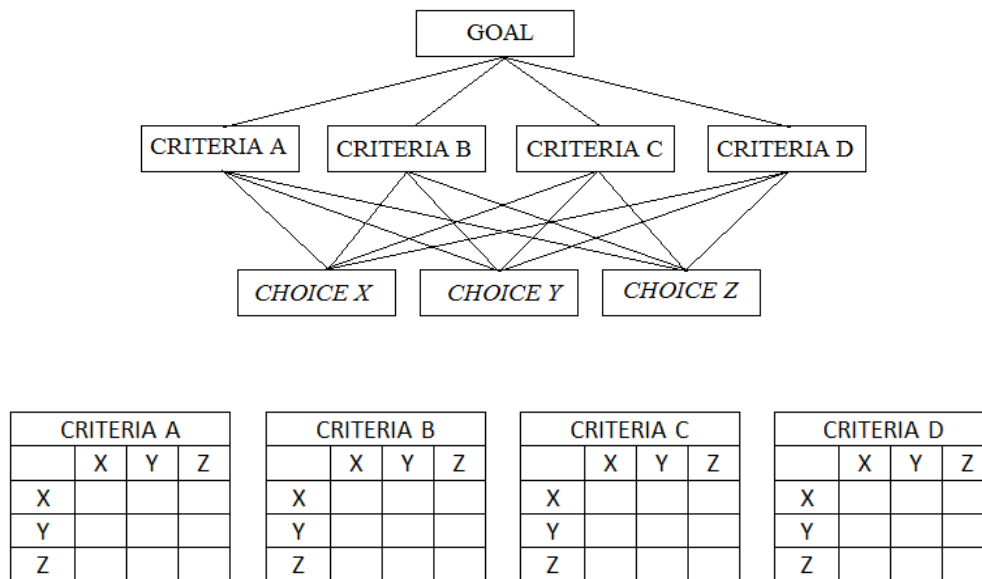 GOAL
CRITERIA A CRITERIA B CRITERIA C CRITERIA D
CHOICE X CHOICE Y CHOICE Z
CRITERIA A CRITERIA B CRITERIA C CRITERIA D
X Y Z X Y Z X Y Z X Y Z
X X X X
Y Y Y Y
Z Z Z Z